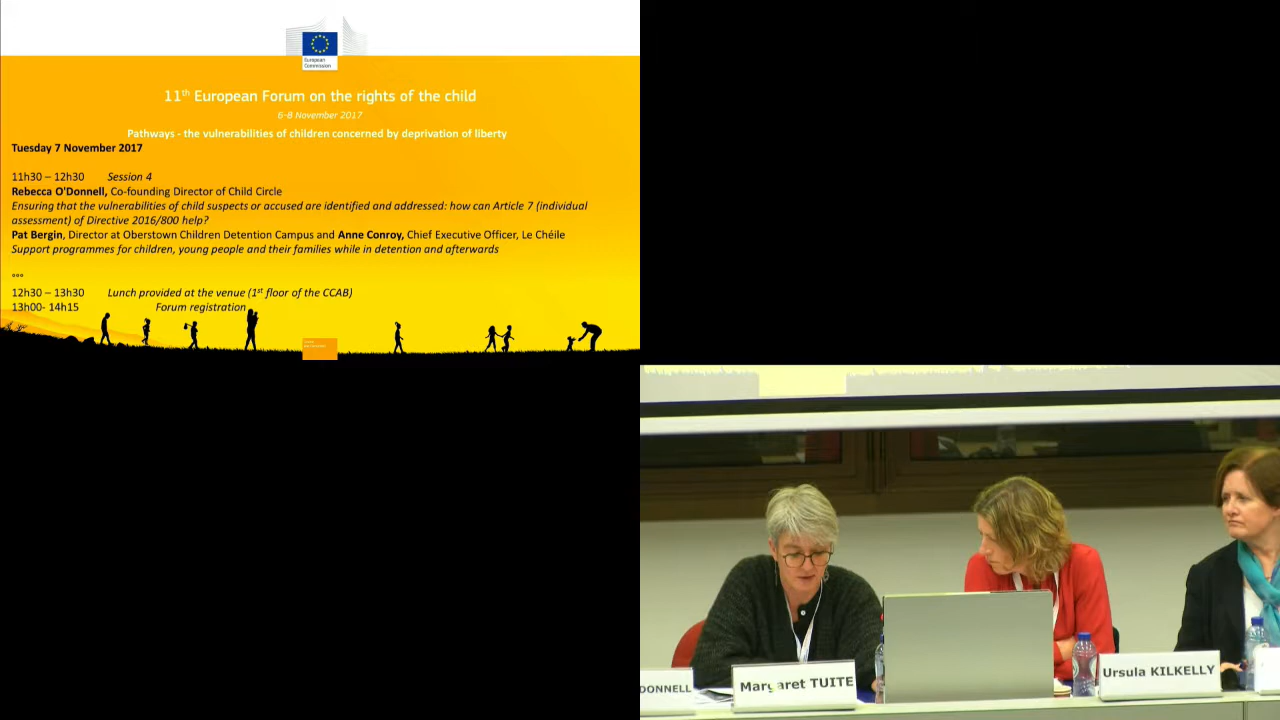 European
Commission
11th European Forum on the rights of the child
6-8 November 2017
Pathways - the vulnerabilities of children concerned by deprivation of liberty
Tuesday 7 November 2017
11h30 – 12h30 Session 4
Rebecca O'Donnell, Co-founding Director of Child Circle
Ensuring that the vulnerabilities of child suspects or accused are identified and addressed: how can Article 7 (individual
assessment) of Directive 2016/800 help?
Pat Bergin, Director at Oberstown Children Detention Campus and Anne Conroy, Chief Executive Officer, Le Chéile
Support programmes for children, young people and their families while in detention and afterwards
°°°
12h30 – 13h30 Lunch provided at the venue (1st floor of the CCAB)
13h00- 14h15 Forum registration
DONNELL
Margaret TUITE
Ursula KILKELLY